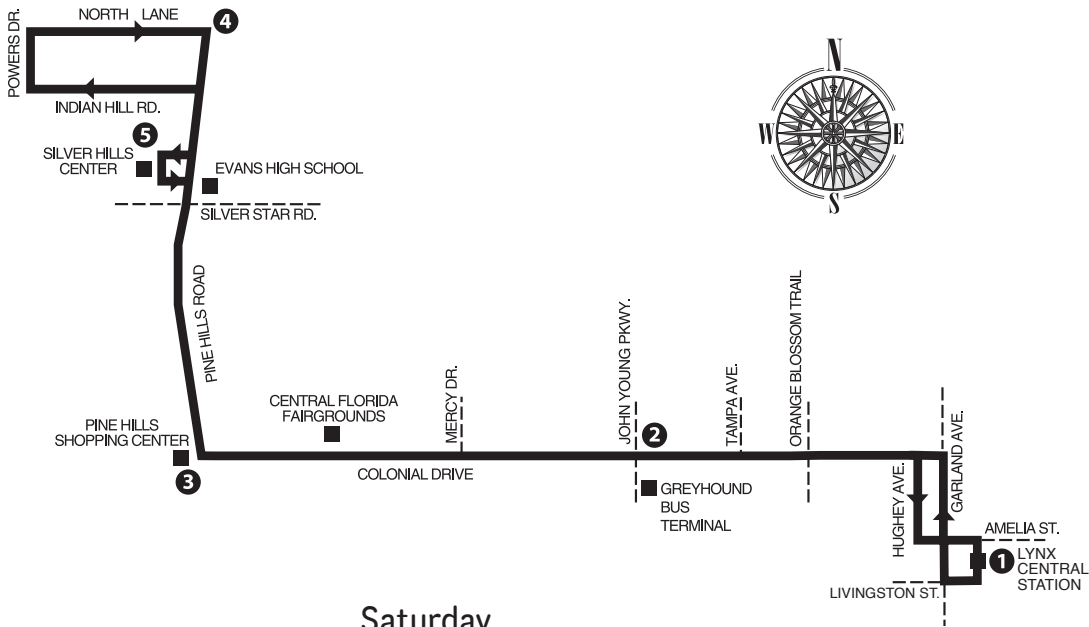 POWERS DR.
NORTH LANE
4
INDIAN HILL RD.
5
SILVER HILLS
CENTER
EVANS HIGH SCHOOL
SILVER STAR RD.
N
W
E
S
PINE HILLS ROAD
PINE HILLS
SHOPPING CENTER
3
CENTRAL FLORIDA
FAIRGROUNDS
MERCY DR.
COLONIAL DRIVE
JOHN YOUNG PKWY.
2
GREYHOUND
BUS
TERMINAL
TAMPA AVE.
ORANGE BLOSSOM TRAIL
HUGHEY AVE.
GARLAND AVE.
AMELIA ST.
1
LYNX
CENTRAL
STATION
LIVINGSTON ST.
Saturday